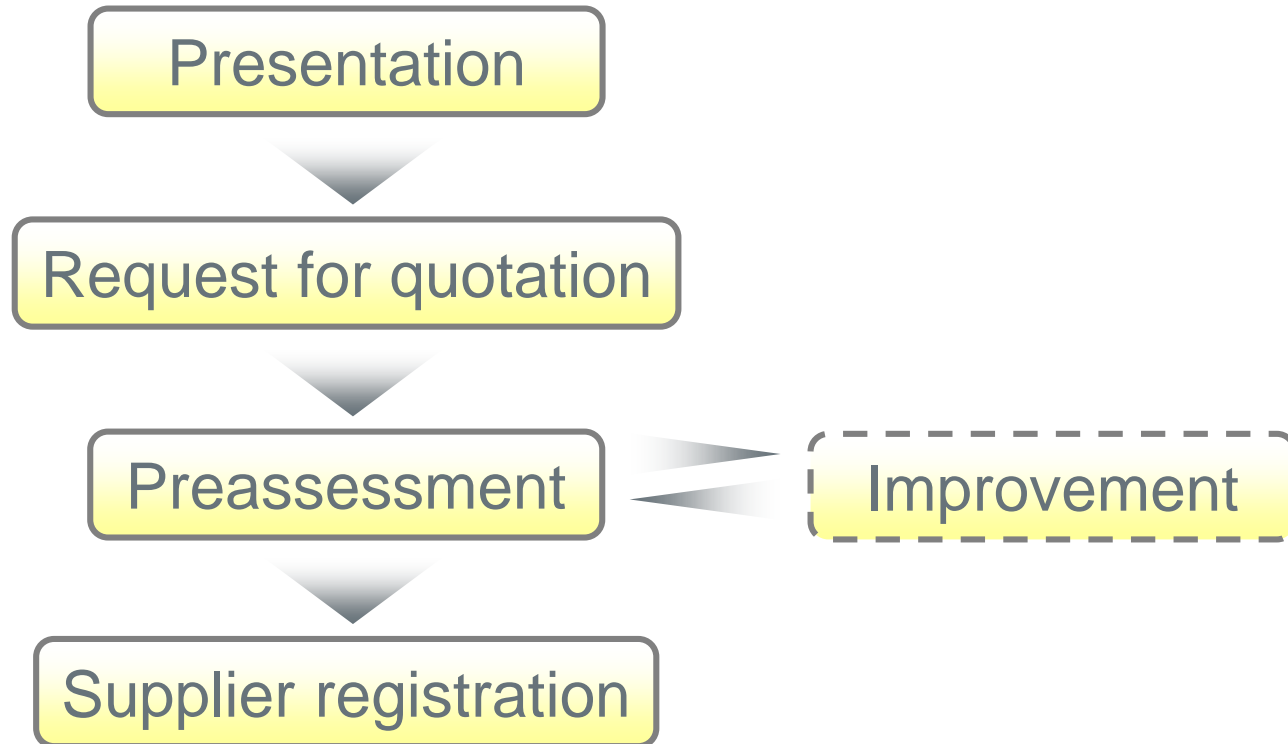 Presentation
Request for quotation
Preassessment
Improvement
Supplier registration